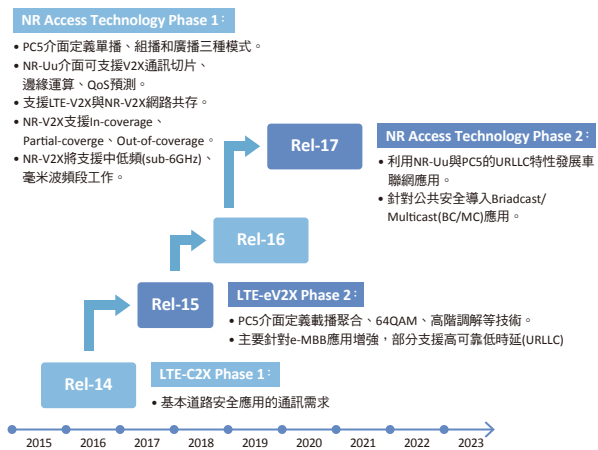 NR Access Technology Phase 1：
• PC5介面定義單播、組播和廣播三種模式。
• NR-Uu介面可支援V2X通訊切片、
邊緣運算、QoS預測。
• 支援LTE-V2X與NR-V2X網路共存。
• NR-V2X支援In-coverage、
Partial-coverge、Out-of-coverage。
• NR-V2X將支援中低頻(sub-6GHz)、
毫米波頻段工作。
Rel-17
NR Access Technology Phase 2：
• 利用NR-Uu與PC5的URLLC特性發展車
聯網應用。
• 針對公共安全導入Briadcast/
Multicast(BC/MC)應用。
Rel-16
Rel-15
LTE-eV2X Phase 2：
• PC5介面定義載播聚合、64QAM、高階調解等技術。
• 主要針對e-MBB應用增強，部分支援高可靠低時延(URLLC)
Rel-14
LTE-C2X Phase 1：
• 基本道路安全應用的通訊需求
2015 2016 2017 2018 2019 2020 2021 2022 2023